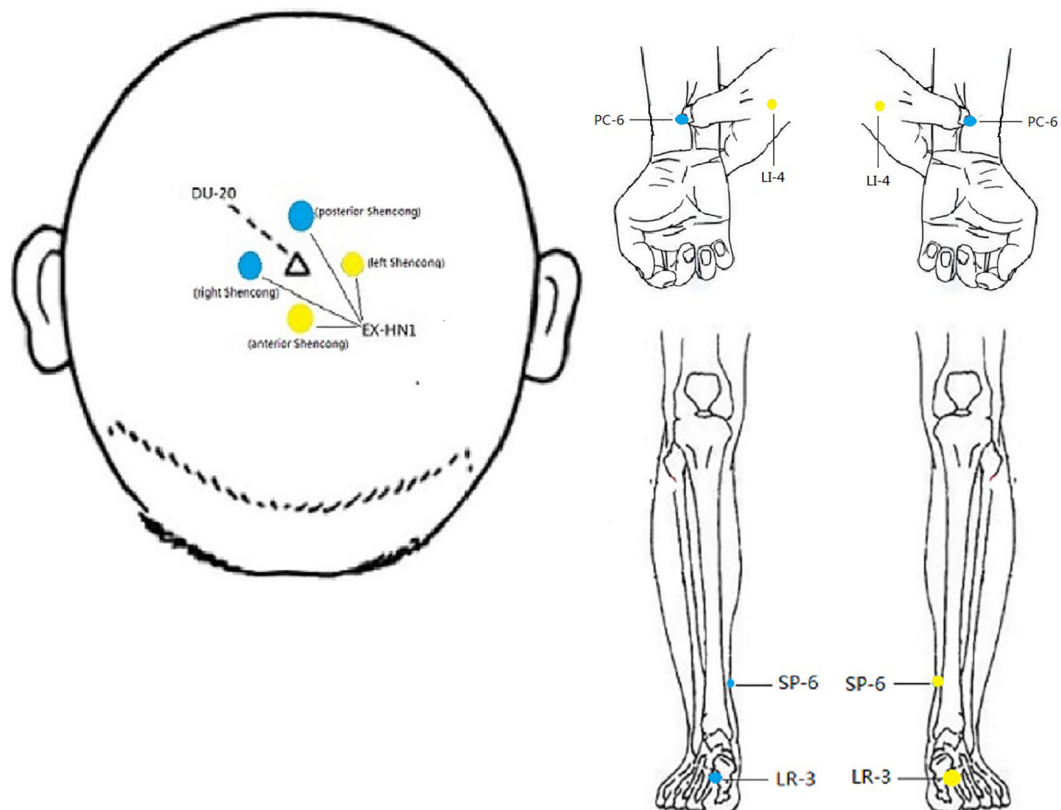 DU-20
(posterior Shencong)
(left Shencong)
(right Shencong)
EX-HN1
(anterior Shencong)
PC-6
LI-4
PC-6
LI-4
SP-6
SP-6
LR-3
LR-3